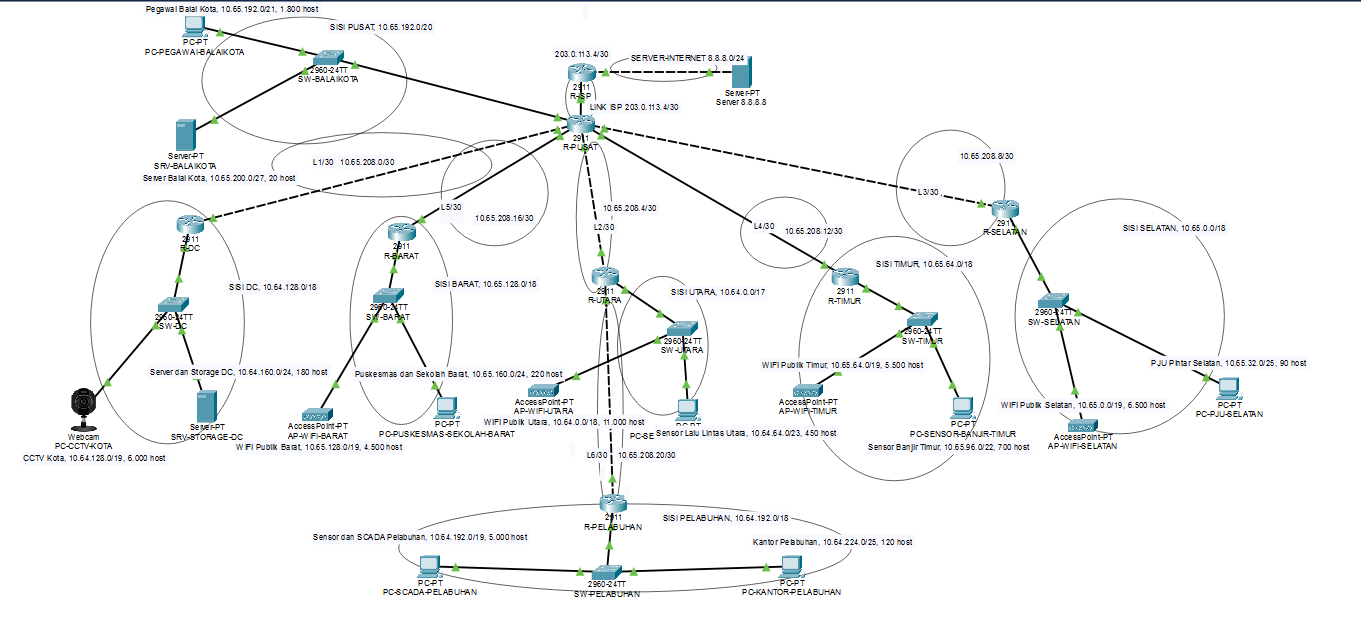 Pegawai Balai Kota, 10.65.192.0/21, 1.800 host
PC-PT
PC-PEGAWAI-BALAIKOTA
SISI PUSAT, 10.65.192.0/20
2960-24TT
SW-BALAIKOTA
Server-PT
SRV-BALAIKOTA
Server Balai Kota, 10.65.200.0/27, 20 host
203.0.113.4/30
2911
R-ISP
SERVER-INTERNET 8.8.8.0/24
Server-PT
Server 8.8.8.8
LINK ISP 203.0.113.4/30
2911
R-PUSAT
L1/30 10.65.208.0/30
L5/30
10.65.208.16/30
10.65.208.4/30
L2/30
L4/30
10.65.208.12/30
10.65.208.8/30
L3/30
2911
R-DC
SISI DC, 10.64.128.0/18
2960-24TT
SW-DC
Server dan Storage DC, 10.64.160.0/24, 180 host
Webcam
PC-CCTV-KOTA
CCTV Kota, 10.64.128.0/19, 6.000 host
Server-PT
SRV-STORAGE-DC
2911
R-BARAT
SISI BARAT, 10.65.128.0/18
2960-24TT
SW-BARAT
Puskesmas dan Sekolah Barat, 10.65.160.0/24, 220 host
AccessPoint-PT
AP-WIFI-BARAT
WIFI Publik Barat, 10.65.128.0/19, 4.500 host
PC-PT
PC-PUSKESMAS-SEKOLAH-BARAT
2911
R-UTARA
SISI UTARA, 10.64.0.0/17
2960-24TT
SW-UTARA
AccessPoint-PT
AP-WIFI-UTARA
WIFI Publik Utara, 10.64.0.0/18, 11.000 host
PC-SE
Sensor Lalu Lintas Utara, 10.64.64.0/23, 450 host
L6/30 10.65.208.20/30
2911
R-TIMUR
SISI TIMUR, 10.65.64.0/18
2960-24TT
SW-TIMUR
WIFI Publik Timur, 10.65.64.0/19, 5.500 host
AccessPoint-PT
AP-WIFI-TIMUR
PC-PT
PC-SENSOR-BANJIR-TIMUR
Sensor Banjir Timur, 10.65.96.0/22, 700 host
291
R-SELATAN
SISI SELATAN, 10.65.0.0/18
2960-24TT
SW-SELATAN
PJU Pintar Selatan, 10.65.32.0/25, 90 host
PC-PT
PC-PJU-SELATAN
WIFI Publik Selatan, 10.65.0.0/19, 6.500 host
AccessPoint-PT
AP-WIFI-SELATAN
2911
R-PELABUHAN
SISI PELABUHAN, 10.64.192.0/18
Sensor dan SCADA Pelabuhan, 10.64.192.0/19, 5.000 host
Kantor Pelabuhan, 10.64.224.0/25, 120 host
PC-PT
PC-SCADA-PELABUHAN
2960-24TT
SW-PELABUHAN
PC-PT
PC-KANTOR-PELABUHAN